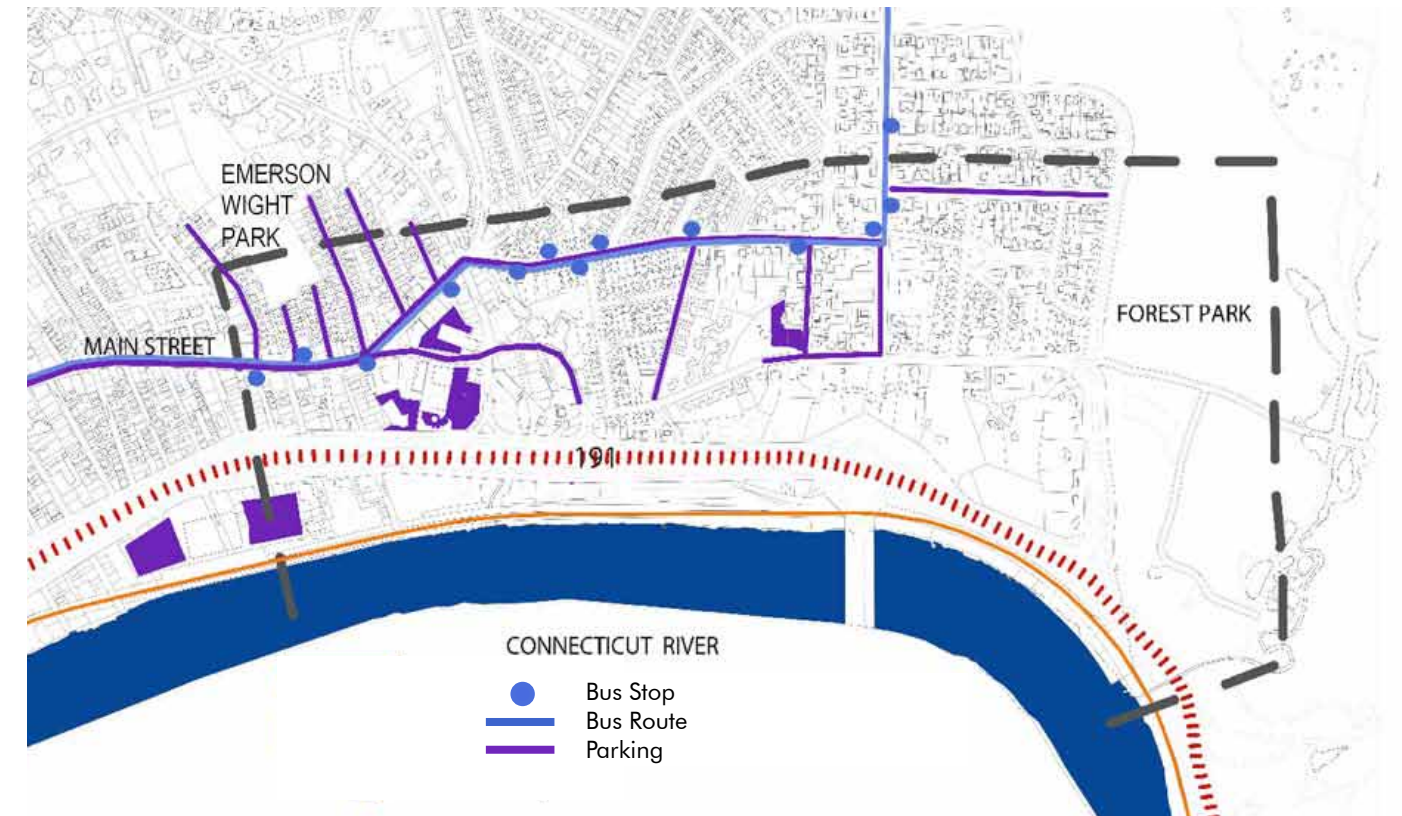 EMERSON
WIGHT
PARK
FOREST PARK
MAIN STREET
191
CONNECTICUT RIVER
Bus Stop
Bus Route
Parking